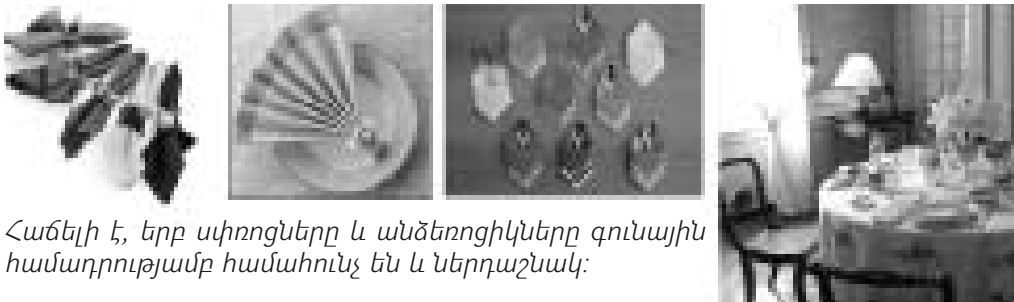 Հաճելի է, երբ սփռոցները և անձեռոցիկները գունային
համադրությամբ համահունչ են և ներդաշնակ: